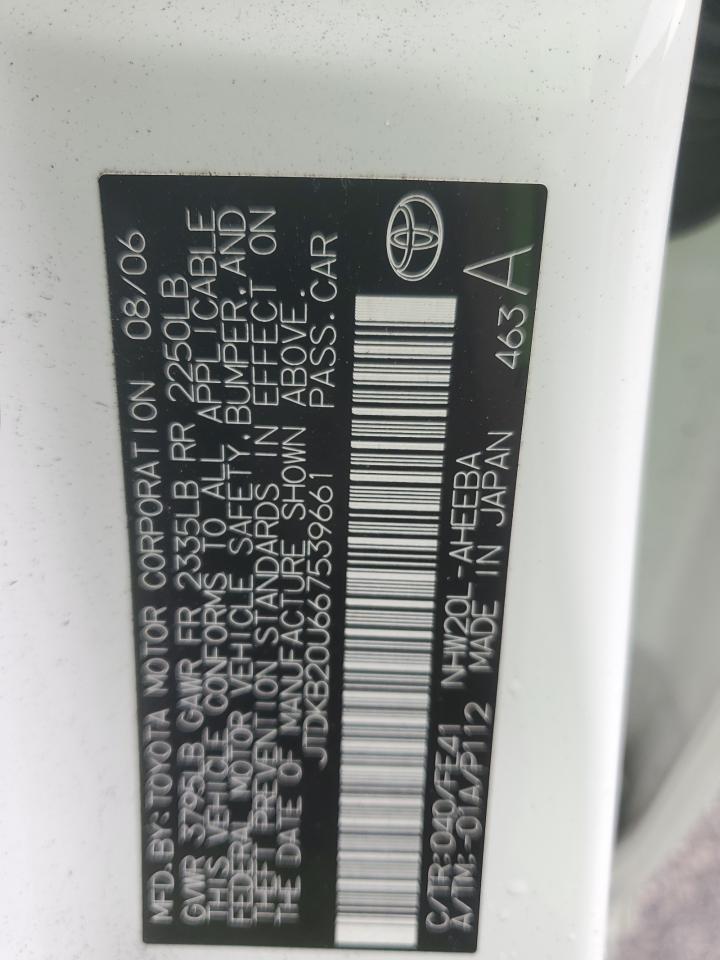 MFD. BY: TOYOTA MOTOR CORPORATION 08/06
GVWR 3795LB GAWR FR 2335LB RR 2250LB
THIS VEHICLE CONFORMS TO ALL APPLICABLE
FEDERAL MOTOR VEHICLE SAFETY, BUMPER, AND
THEFT PREVENTION STANDARDS IN EFFECT ON
THE DATE OF MANUFACTURE SHOWN ABOVE.
JTDKB20U667539661 PASS. CAR
C/TR: 040/FE41 NHW20L-AHEEBA
A/TM: -01A/P112 MADE IN JAPAN 463 A